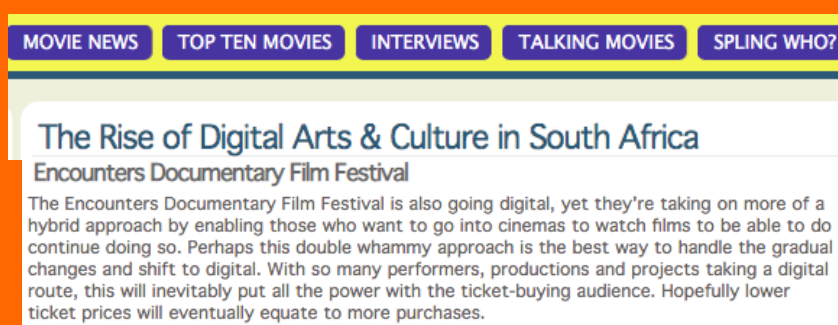 MOVIE NEWS TOP TEN MOVIES INTERVIEWS TALKING MOVIES SPLING WHO?
The Rise of Digital Arts & Culture in South Africa
Encounters Documentary Film Festival
The Encounters Documentary Film Festival is also going digital, yet they're taking on more of a
hybrid approach by enabling those who want to go into cinemas to watch films to be able to do
continue doing so. Perhaps this double whammy approach is the best way to handle the gradual
changes and shift to digital. With so many performers, productions and projects taking a digital
route, this will inevitably put all the power with the ticket-buying audience. Hopefully lower
ticket prices will eventually equate to more purchases.